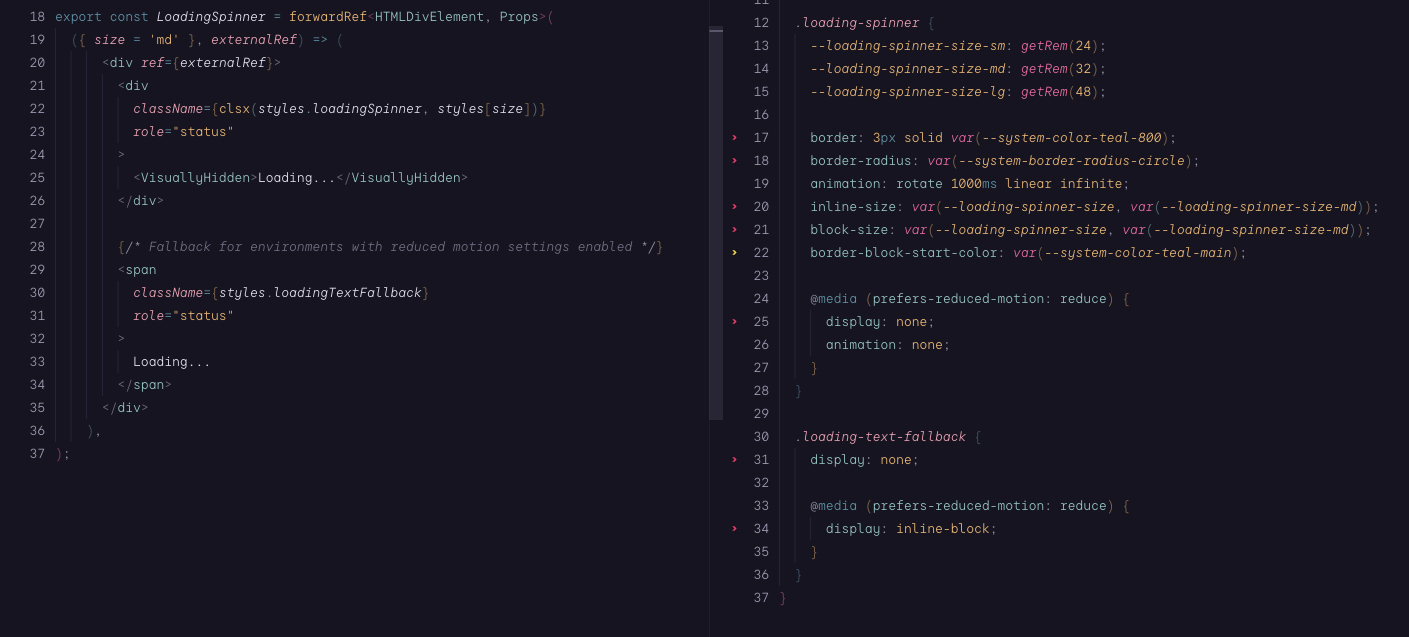 18 export const LoadingSpinner = forwardRef<HTMLDivElement, Props>(
19 ({ size = 'md' }, externalRef) => (
20 <div ref={externalRef}>
21 <div
22 className={clsx(styles.loadingSpinner, styles[size])}
23 role="status"
24 >
25 <VisuallyHidden>Loading...</VisuallyHidden>
26 </div>
27
28 {/* Fallback for environments with reduced motion settings enabled */}
29 <span
30 className={styles.loadingTextFallback}
31 role="status"
32 >
33 Loading...
34 </span>
35 </div>
36 ),
37 );
11
12 .loading-spinner {
13 --loading-spinner-size-sm: getRem(24);
14 --loading-spinner-size-md: getRem(32);
15 --loading-spinner-size-lg: getRem(48);
16
17 border: 3px solid var(--system-color-teal-800);
18 border-radius: var(--system-border-radius-circle);
19 animation: rotate 1000ms linear infinite;
20 inline-size: var(--loading-spinner-size, var(--loading-spinner-size-md));
21 block-size: var(--loading-spinner-size, var(--loading-spinner-size-md));
22 border-block-start-color: var(--system-color-teal-main);
23
24 @media (prefers-reduced-motion: reduce) {
25 display: none;
26 animation: none;
27 }
28 }
29
30 .loading-text-fallback {
31 display: none;
32
33 @media (prefers-reduced-motion: reduce) {
34 display: inline-block;
35 }
36 }
37 }